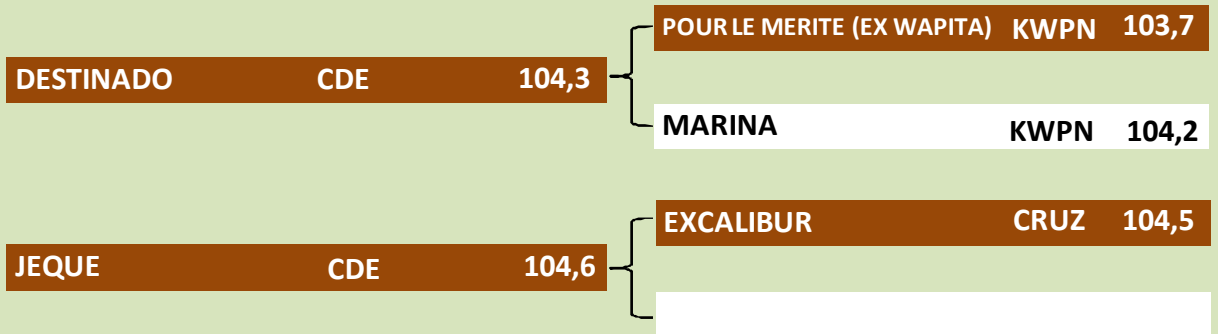 POUR LE MERITE (EX WAPITA) KWPN 103,7
DESTINADO CDE 104,3
MARINA KWPN 104,2
EXCALIBUR CRUZ 104,5
JEQUE CDE 104,6